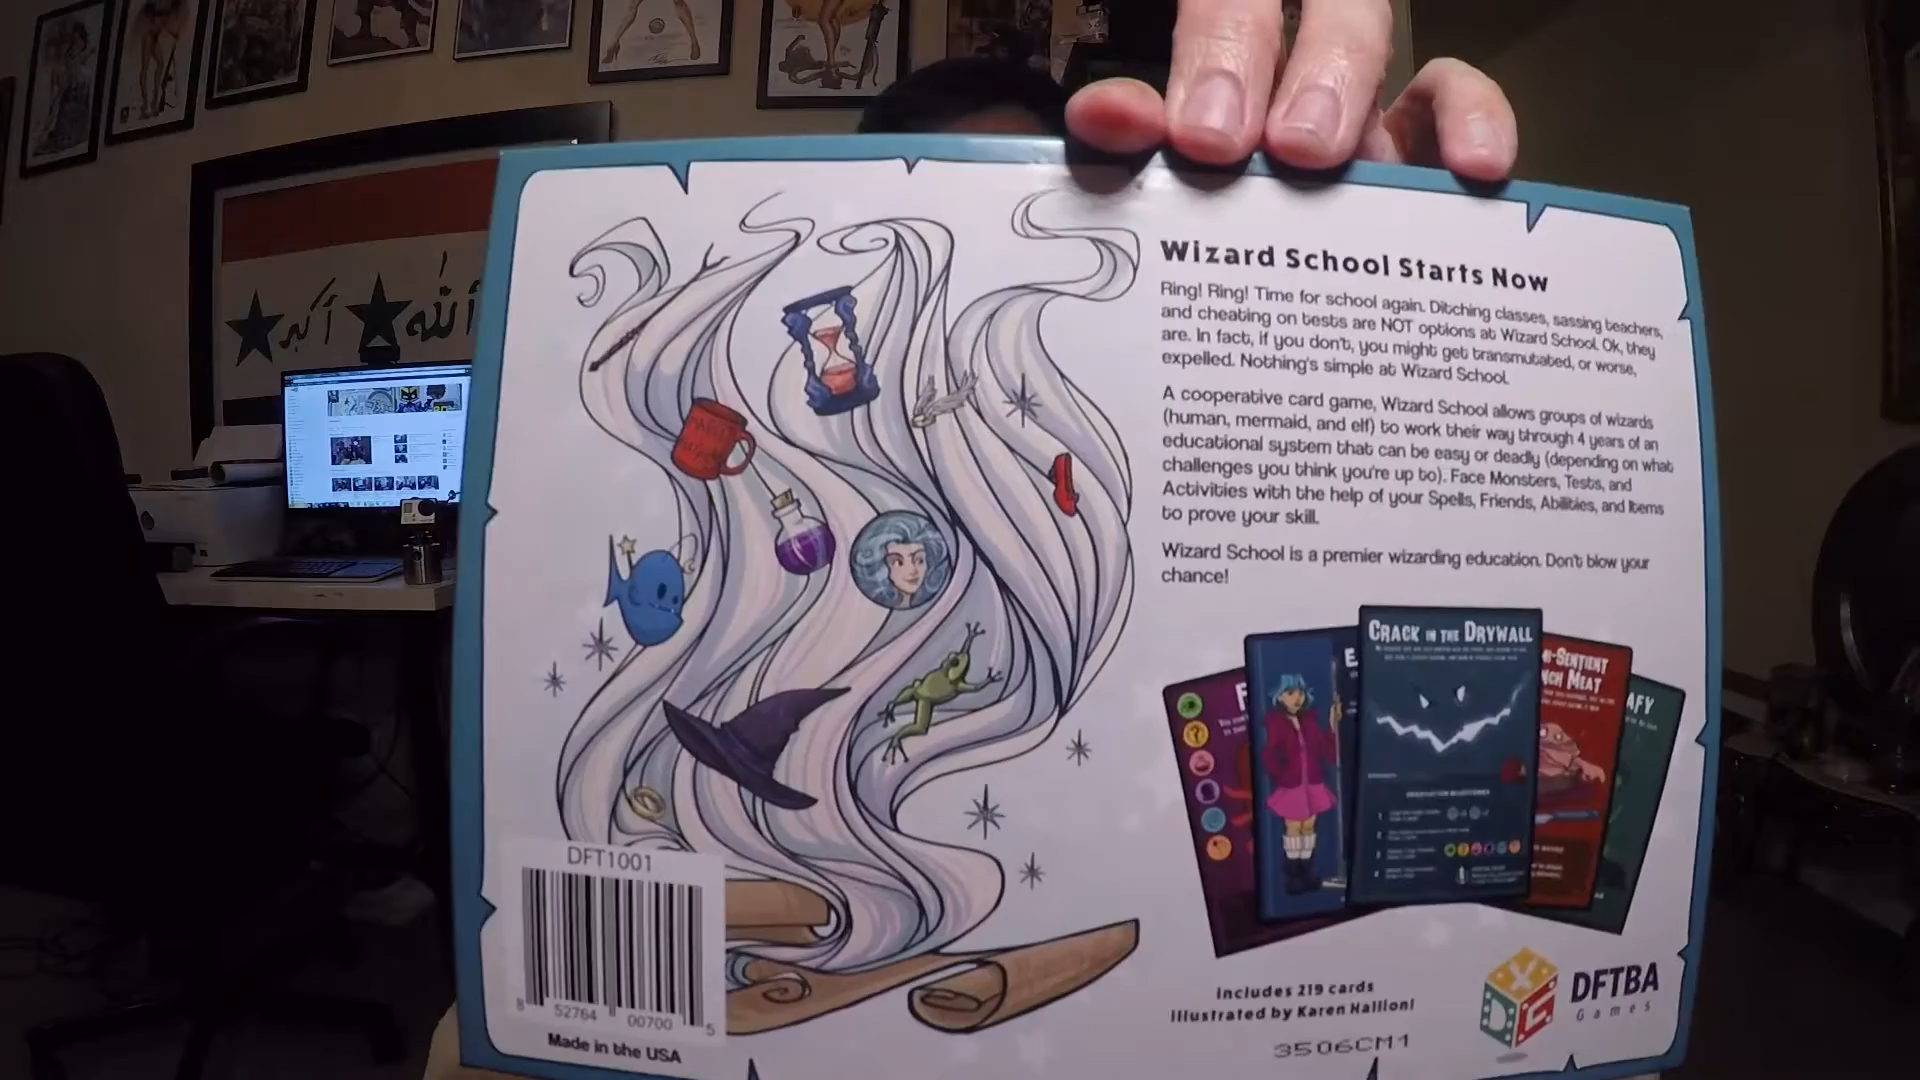 الله أكبر
Wizard School Starts Now
Ring! Ring! Time for school again. Ditching classes, sassing teachers,
and cheating on tests are NOT options at Wizard School. Ok, they
are. In fact, if you don't, you might get transmutated, or worse,
expelled. Nothing's simple at Wizard School.
A cooperative card game, Wizard School allows groups of wizards
(human, mermaid, and elf) to work their way through 4 years of an
educational system that can be easy or deadly (depending on what
challenges you think you're up to). Face Monsters, Tests, and
Activities with the help of your Spells, Friends, Abilities, and Items
to prove your skill.
Wizard School is a premier wizarding education. Don't blow your
chance!
Crack in the Drywall
i-Sentient
nch Meat
afy
F
E
DFT1001
8 52764 00700 5
Made in the USA
Includes 219 cards
Illustrated by Karen Hallion!
3506CM1
DFTBA
Games